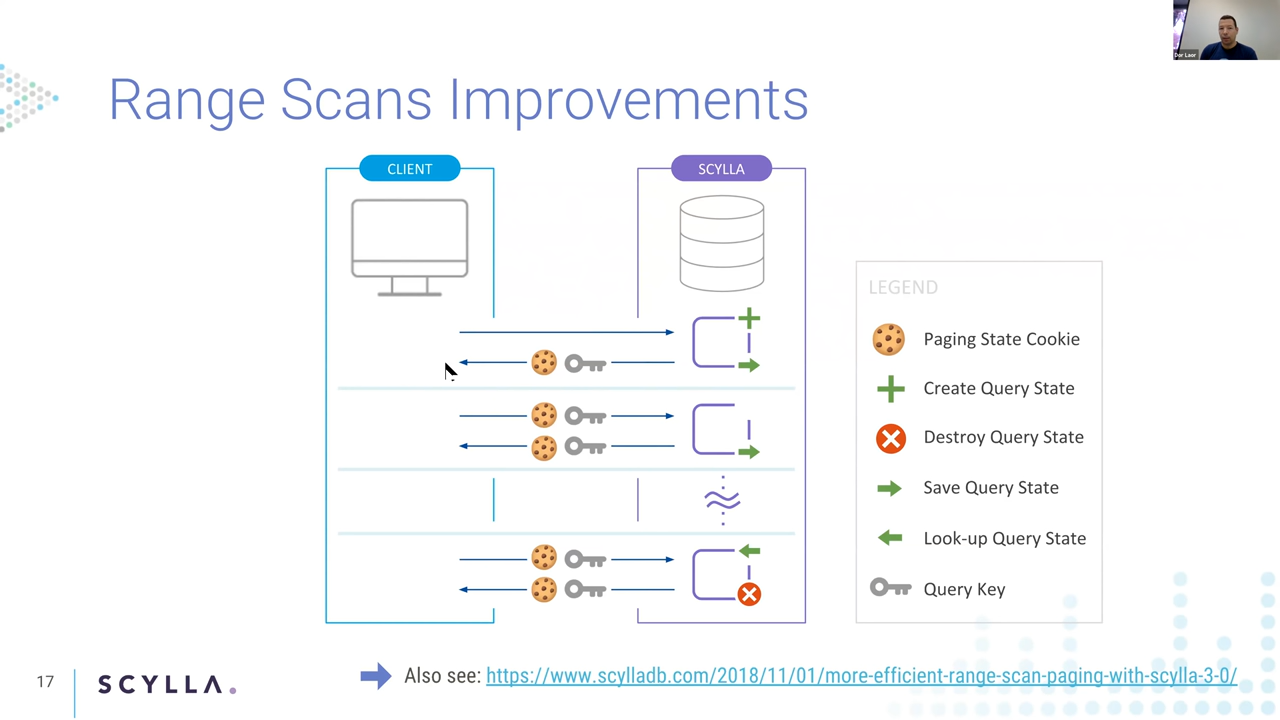 Dor Laor
Range Scans Improvements
CLIENT
SCYLLA
LEGEND
Paging State Cookie
Create Query State
Destroy Query State
Save Query State
Look-up Query State
Query Key
17
SCYLLA.
Also see: https://www.scylladb.com/2018/11/01/more-efficient-range-scan-paging-with-scylla-3-0/